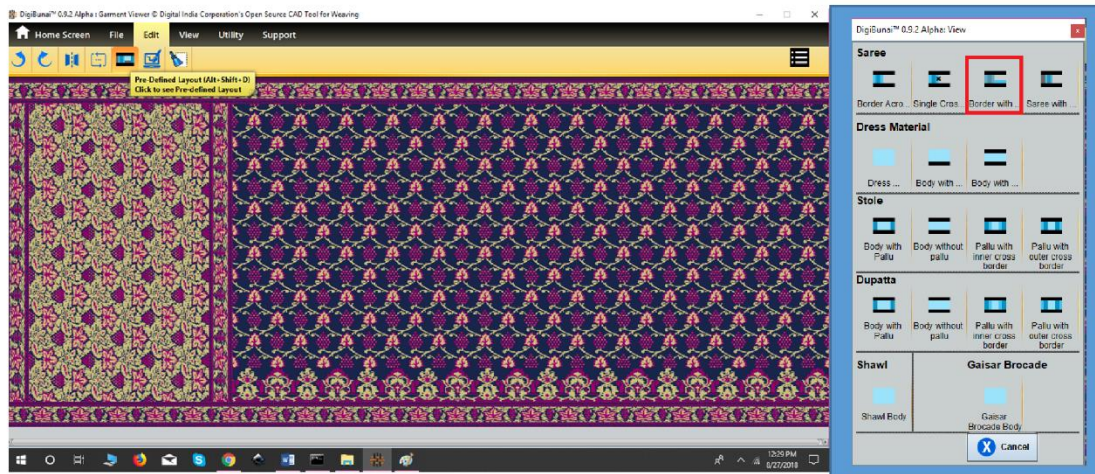 DigiBunai™ 0.9.2 Alpha : Garment Viewer © Digital India Corporation's Open Source CAD Tool for Weaving
Home Screen File Edit View Utility Support
Pre-Defined Layout (Alt+Shift+D)
Click to see Pre-defined Layout
12:29 PM
6/27/2018
DigiBunai™ 0.9.2 Alpha: View
Saree
Border Acro... Single Cras... Border with ... Saree with ...
Dress Material
Dress ... Body with ... Body with ...
Stole
Body with Pallu
Body without pallu
Pallu with inner cross border
Pallu with outer cross border
Dupatta
Body with Pallu
Body without pallu
Pallu with inner cross border
Pallu with outer cross border
Shawl Gaisar Brocade
Shawl Body
Gaisar Brocade Body
X Cancel